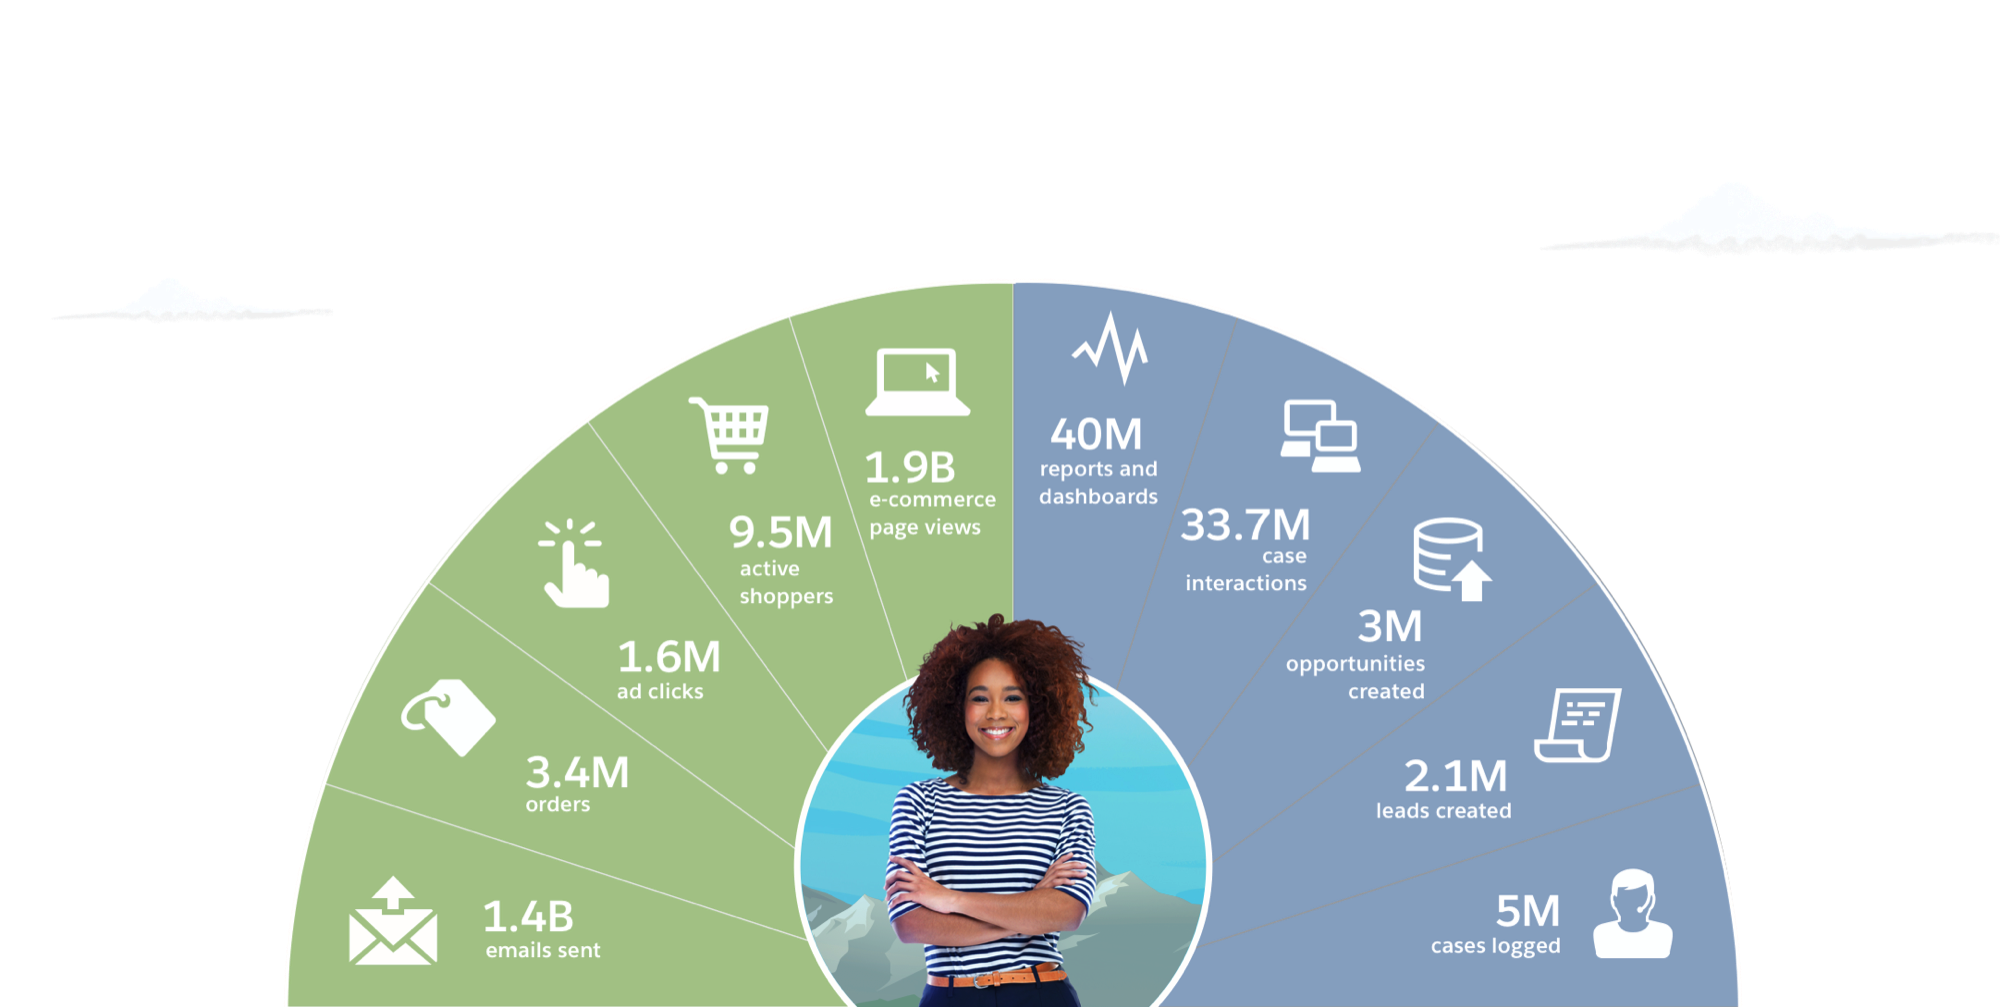 1.4B
emails sent
3.4M
orders
1.6M
ad clicks
9.5M
active
shoppers
1.9B
e-commerce
page views
40M
reports and
dashboards
33.7M
case
interactions
3M
opportunities
created
2.1M
leads created
5M
cases logged